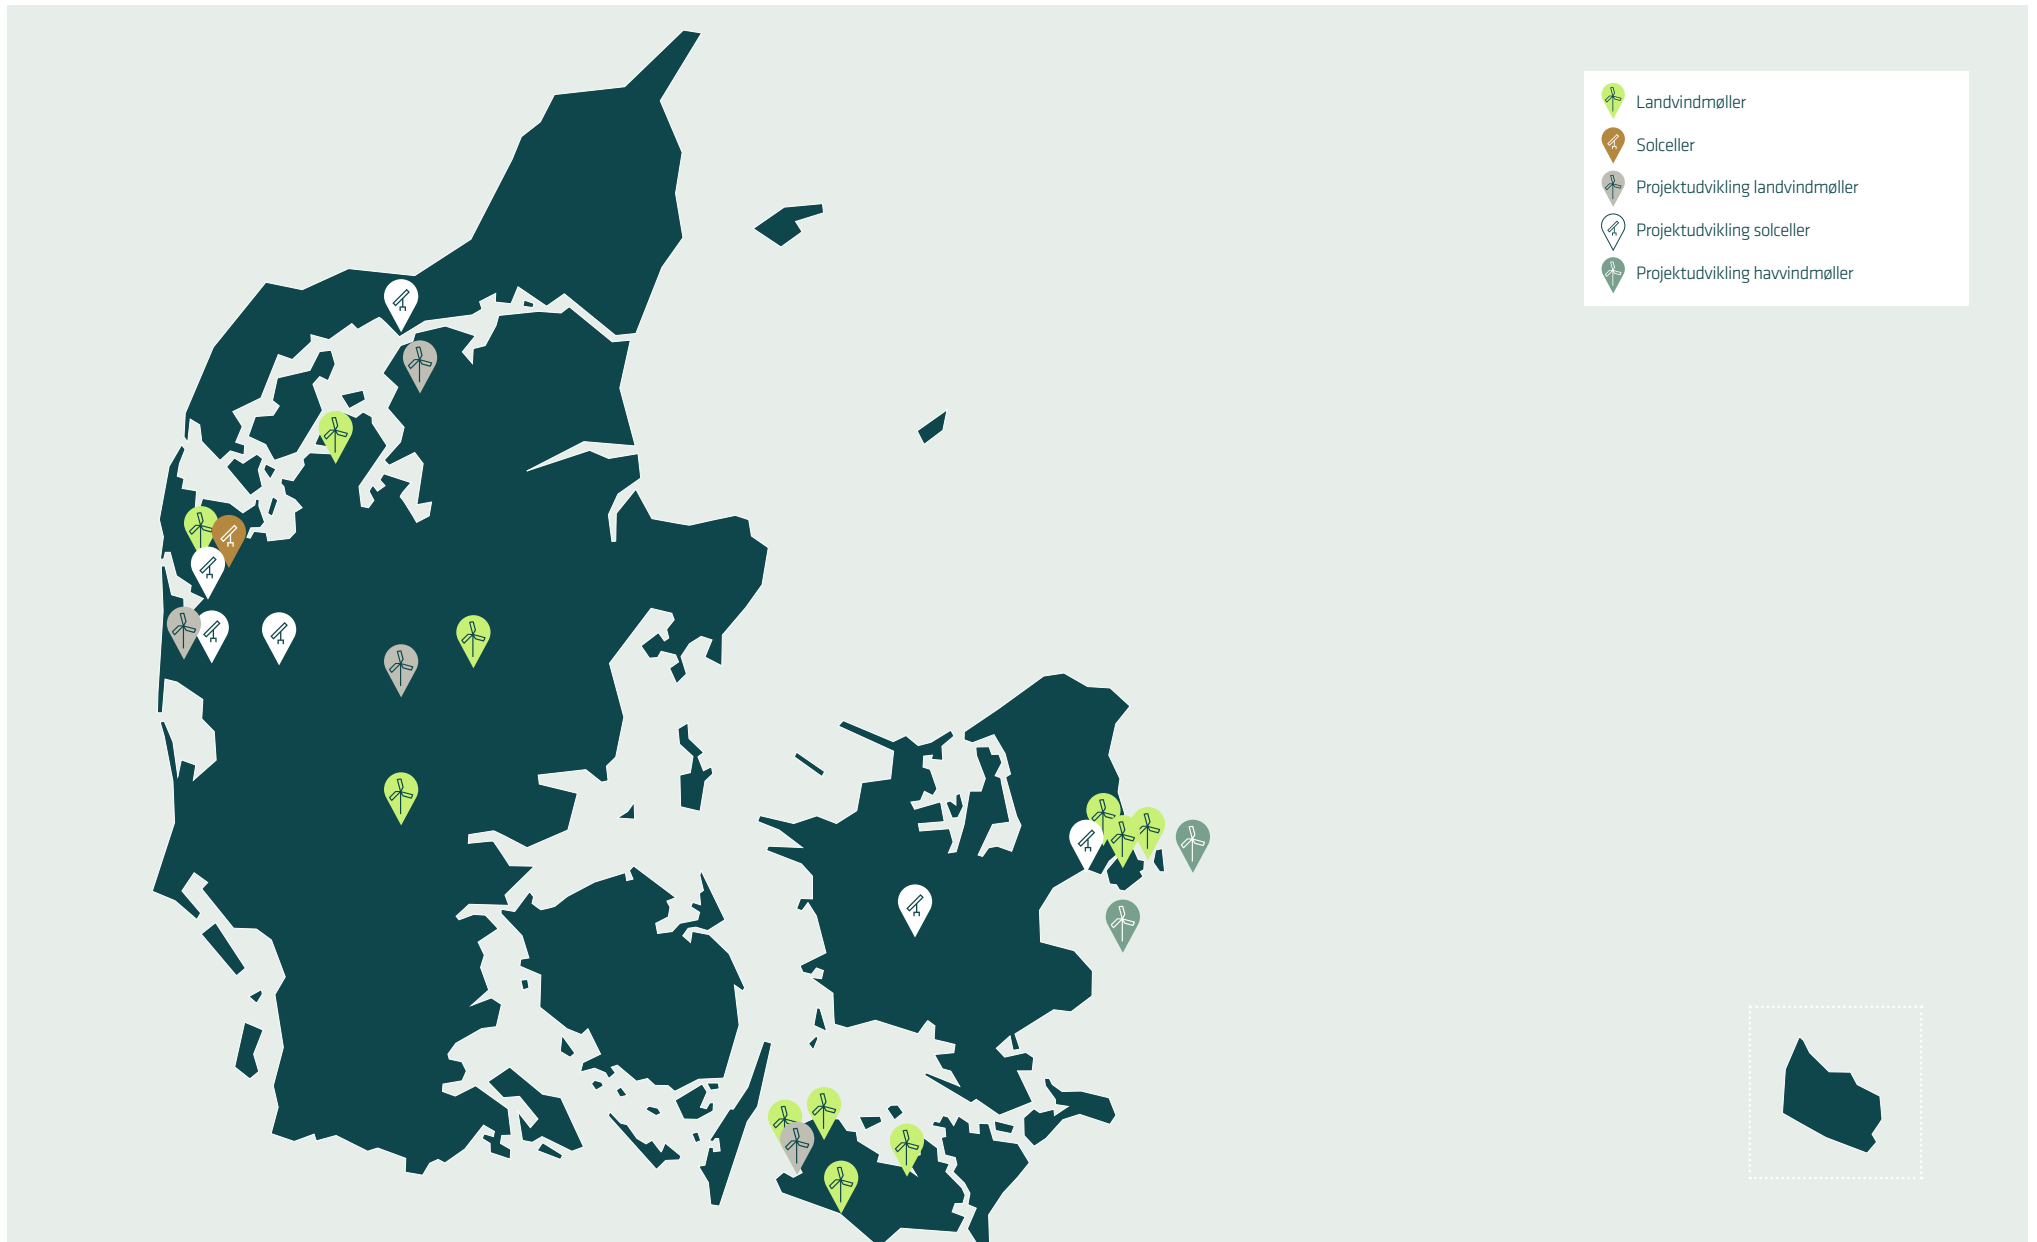 Landvindmøller
Solceller
Projektudvikling landvindmøller
Projektudvikling solceller
Projektudvikling havvindmøller